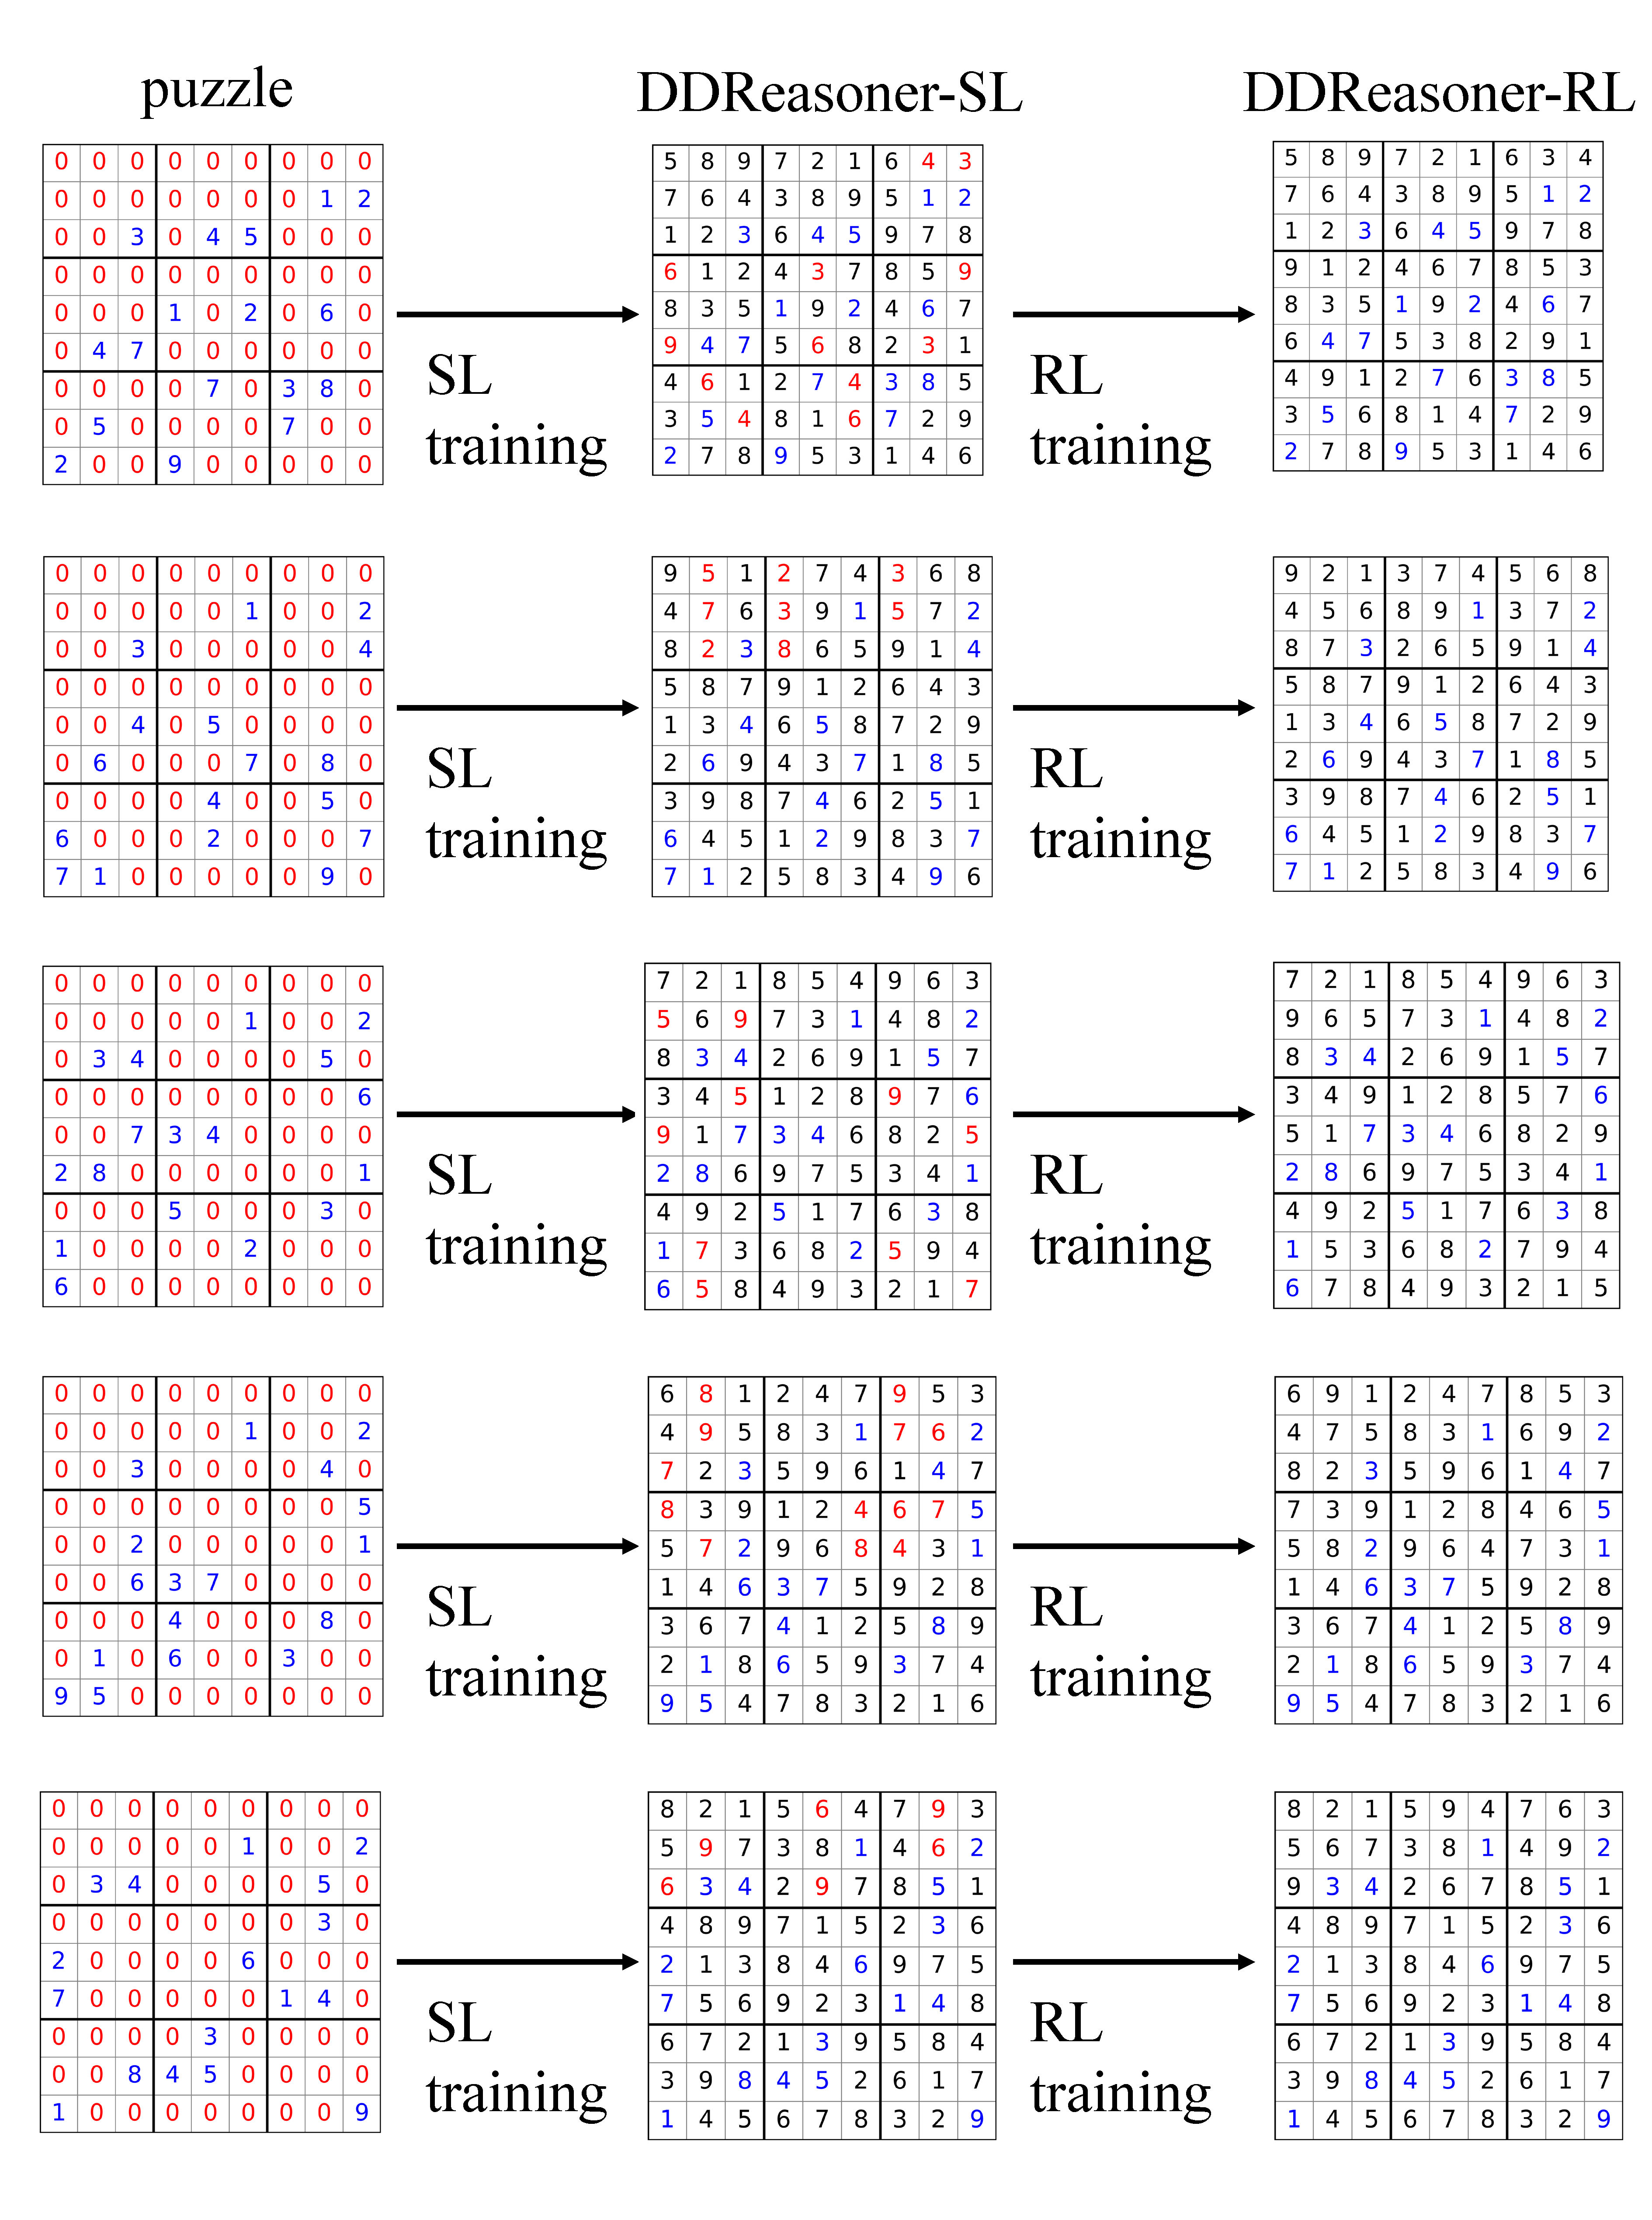 puzzle DDReasoner-SL DDReasoner-RL
0 0 0 0 0 0 0 0 0
0 0 0 0 0 0 0 1 2
0 0 3 0 4 5 0 0 0
0 0 0 0 0 0 0 0 0
0 0 0 1 0 2 0 6 0
0 4 7 0 0 0 0 0 0
0 0 0 0 7 0 3 8 0
0 5 0 0 0 0 7 0 0
2 0 0 9 0 0 0 0 0
SL
training
5 8 9 7 2 1 6 4 3
7 6 4 3 8 9 5 1 2
1 2 3 6 4 5 9 7 8
6 1 2 4 3 7 8 5 9
8 3 5 1 9 2 4 6 7
9 4 7 5 6 8 2 3 1
4 6 1 2 7 4 3 8 5
3 5 4 8 1 6 7 2 9
2 7 8 9 5 3 1 4 6
RL
training
5 8 9 7 2 1 6 3 4
7 6 4 3 8 9 5 1 2
1 2 3 6 4 5 9 7 8
9 1 2 4 6 7 8 5 3
8 3 5 1 9 2 4 6 7
6 4 7 5 3 8 2 9 1
4 9 1 2 7 6 3 8 5
3 5 6 8 1 4 7 2 9
2 7 8 9 5 3 1 4 6
0 0 0 0 0 0 0 0 0
0 0 0 0 0 1 0 0 2
0 0 3 0 0 0 0 0 4
0 0 0 0 0 0 0 0 0
0 0 4 0 5 0 0 0 0
0 6 0 0 0 7 0 8 0
0 0 0 0 4 0 0 5 0
6 0 0 0 2 0 0 0 7
7 1 0 0 0 0 0 9 0
SL
training
9 5 1 2 7 4 3 6 8
4 7 6 3 9 1 5 7 2
8 2 3 8 6 5 9 1 4
5 8 7 9 1 2 6 4 3
1 3 4 6 5 8 7 2 9
2 6 9 4 3 7 1 8 5
3 9 8 7 4 6 2 5 1
6 4 5 1 2 9 8 3 7
7 1 2 5 8 3 4 9 6
RL
training
9 2 1 3 7 4 5 6 8
4 5 6 8 9 1 3 7 2
8 7 3 2 6 5 9 1 4
5 8 7 9 1 2 6 4 3
1 3 4 6 5 8 7 2 9
2 6 9 4 3 7 1 8 5
3 9 8 7 4 6 2 5 1
6 4 5 1 2 9 8 3 7
7 1 2 5 8 3 4 9 6
0 0 0 0 0 0 0 0 0
0 0 0 0 0 1 0 0 2
0 3 4 0 0 0 0 5 0
0 0 0 0 0 0 0 0 6
0 0 7 3 4 0 0 0 0
2 8 0 0 0 0 0 0 1
0 0 0 5 0 0 0 3 0
1 0 0 0 0 2 0 0 0
6 0 0 0 0 0 0 0 0
SL
training
7 2 1 8 5 4 9 6 3
5 6 9 7 3 1 4 8 2
8 3 4 2 6 9 1 5 7
3 4 5 1 2 8 9 7 6
9 1 7 3 4 6 8 2 5
2 8 6 9 7 5 3 4 1
4 9 2 5 1 7 6 3 8
1 7 3 6 8 2 5 9 4
6 5 8 4 9 3 2 1 7
RL
training
7 2 1 8 5 4 9 6 3
9 6 5 7 3 1 4 8 2
8 3 4 2 6 9 1 5 7
3 4 9 1 2 8 5 7 6
5 1 7 3 4 6 8 2 9
2 8 6 9 7 5 3 4 1
4 9 2 5 1 7 6 3 8
1 5 3 6 8 2 7 9 4
6 7 8 4 9 3 2 1 5
0 0 0 0 0 0 0 0 0
0 0 0 0 0 1 0 0 2
0 0 3 0 0 0 0 4 0
0 0 0 0 0 0 0 0 5
0 0 2 0 0 0 0 0 1
0 0 6 3 7 0 0 0 0
0 0 0 4 0 0 0 8 0
0 1 0 6 0 0 3 0 0
9 5 0 0 0 0 0 0 0
SL
training
6 8 1 2 4 7 9 5 3
4 9 5 8 3 1 7 6 2
7 2 3 5 9 6 1 4 7
8 3 9 1 2 4 6 7 5
5 7 2 9 6 8 4 3 1
1 4 6 3 7 5 9 2 8
3 6 7 4 1 2 5 8 9
2 1 8 6 5 9 3 7 4
9 5 4 7 8 3 2 1 6
RL
training
6 9 1 2 4 7 8 5 3
4 7 5 8 3 1 6 9 2
8 2 3 5 9 6 1 4 7
7 3 9 1 2 8 4 6 5
5 8 2 9 6 4 7 3 1
1 4 6 3 7 5 9 2 8
3 6 7 4 1 2 5 8 9
2 1 8 6 5 9 3 7 4
9 5 4 7 8 3 2 1 6
0 0 0 0 0 0 0 0 0
0 0 0 0 0 1 0 0 2
0 3 4 0 0 0 0 5 0
0 0 0 0 0 0 0 3 0
2 0 0 0 0 6 0 0 0
7 0 0 0 0 0 1 4 0
0 0 0 0 3 0 0 0 0
0 0 8 4 5 0 0 0 0
1 0 0 0 0 0 0 0 9
SL
training
8 2 1 5 6 4 7 9 3
5 9 7 3 8 1 4 6 2
6 3 4 2 9 7 8 5 1
4 8 9 7 1 5 2 3 6
2 1 3 8 4 6 9 7 5
7 5 6 9 2 3 1 4 8
6 7 2 1 3 9 5 8 4
3 9 8 4 5 2 6 1 7
1 4 5 6 7 8 3 2 9
RL
training
8 2 1 5 9 4 7 6 3
5 6 7 3 8 1 4 9 2
9 3 4 2 6 7 8 5 1
4 8 9 7 1 5 2 3 6
2 1 3 8 4 6 9 7 5
7 5 6 9 2 3 1 4 8
6 7 2 1 3 9 5 8 4
3 9 8 4 5 2 6 1 7
1 4 5 6 7 8 3 2 9